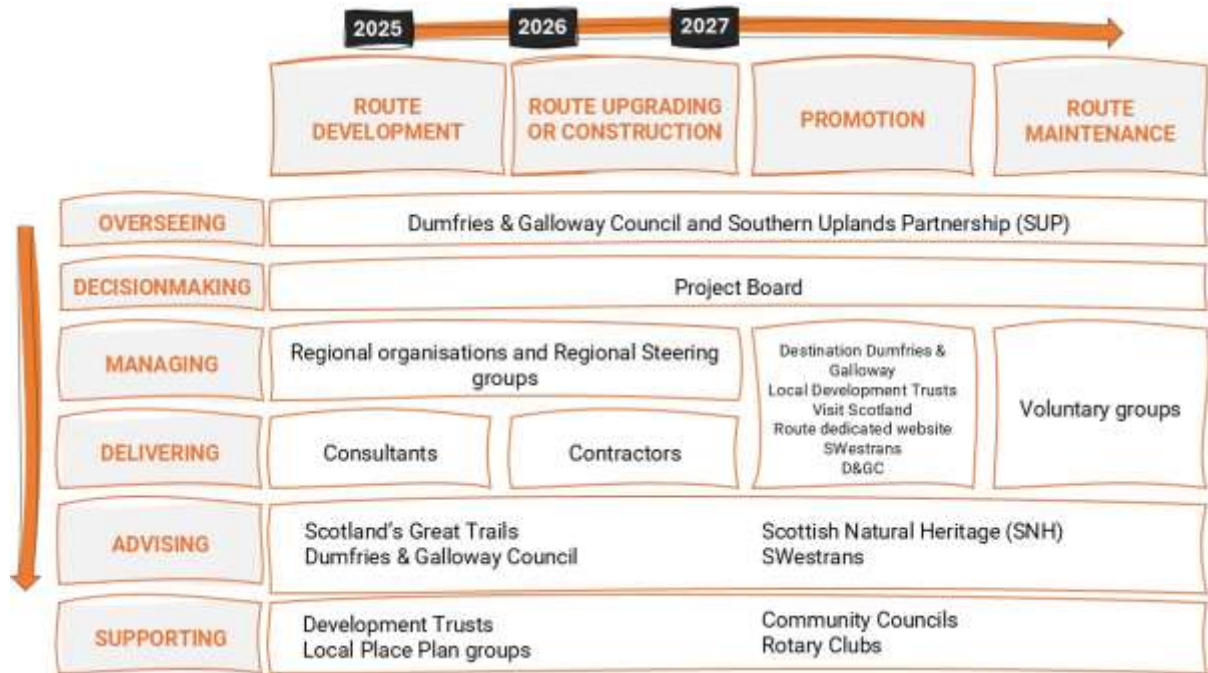 2025
2026
2027
ROUTE
DEVELOPMENT
ROUTE UPGRADING
OR CONSTRUCTION
PROMOTION
ROUTE
MAINTENANCE
OVERSEEING
Dumfries & Galloway Council and Southern Uplands Partnership (SUP)
DECISIONMAKING
Project Board
MANAGING
Regional organisations and Regional Steering
groups
Destination Dumfries &
Galloway
Local Development Trusts
Visit Scotland
Route dedicated website
SWestrans
D&GC
Voluntary groups
DELIVERING
Consultants
Contractors
ADVISING
Scotland's Great Trails
Dumfries & Galloway Council
Scottish Natural Heritage (SNH)
SWestrans
SUPPORTING
Development Trusts
Local Place Plan groups
Community Councils
Rotary Clubs